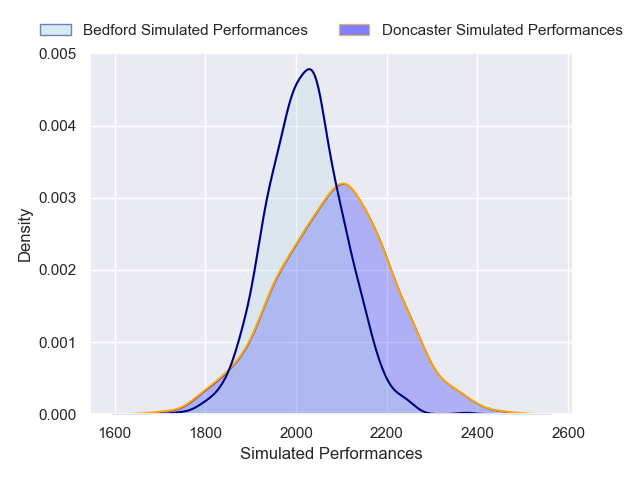 Bedford Simulated Performances
Doncaster Simulated Performances
0.005
0.004
0.003
0.002
0.001
0.000
Density
1600 1800 2000 2200 2400 2600
Simulated Performances